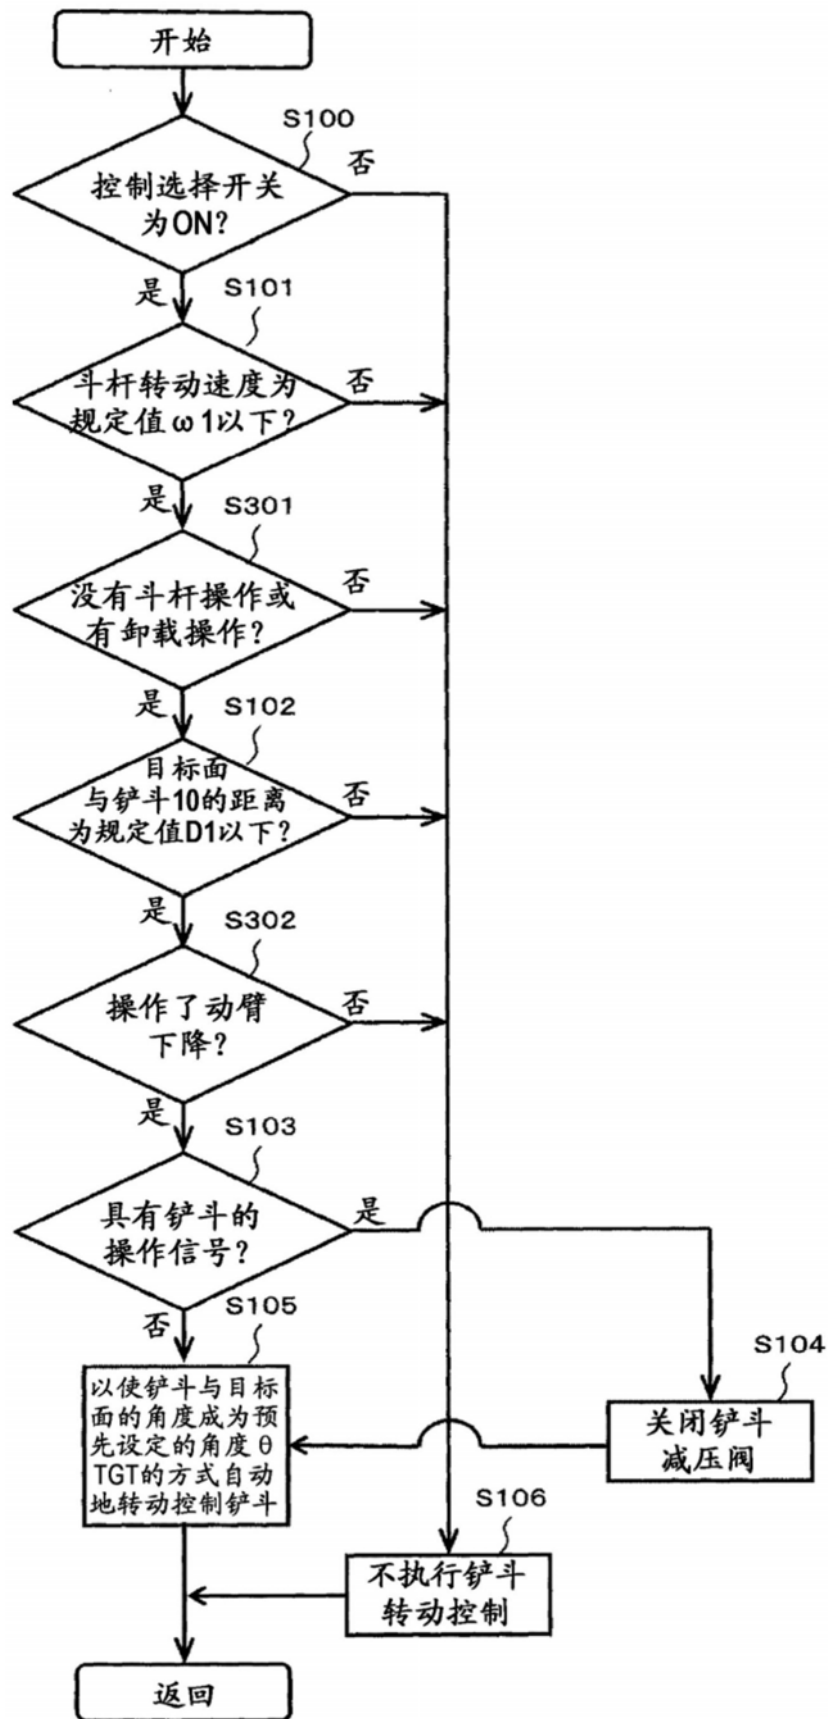 开始
S100
否
控制选择开关
为ON?
是
S101
否
斗杆转动速度为
规定值ω1以下?
是
S301
否
没有斗杆操作或
有卸载操作?
是
S102
目标面
与铲斗10的距离
为规定值D1以下?
否
是
S302
否
操作了动臂
下降?
是
S103
是
具有铲斗的
操作信号?
否
S105
以使铲斗与目标
面的角度成为预
先设定的角度θ
TGT的方式自动
地转动控制铲斗
S104
关闭铲斗
减压阀
S106
不执行铲斗
转动控制
返回